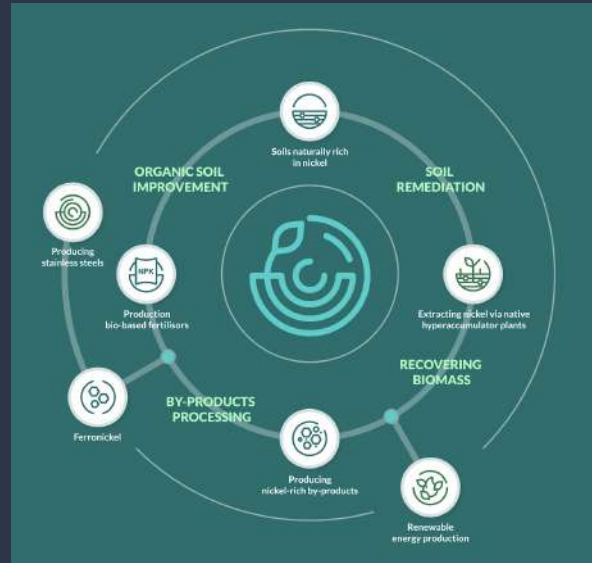 Soils naturally rich
in nickel
ORGANIC SOIL
IMPROVEMENT
SOIL
REMEDIATION
Producing
stainless steels
NPK
Production
bio-based fertilisors
Extracting nickel via native
hyperaccumulator plants
RECOVERING
BIOMASS
BY-PRODUCTS
PROCESSING
Ferronickel
Producing
nickel-rich by-products
Renewable
energy production